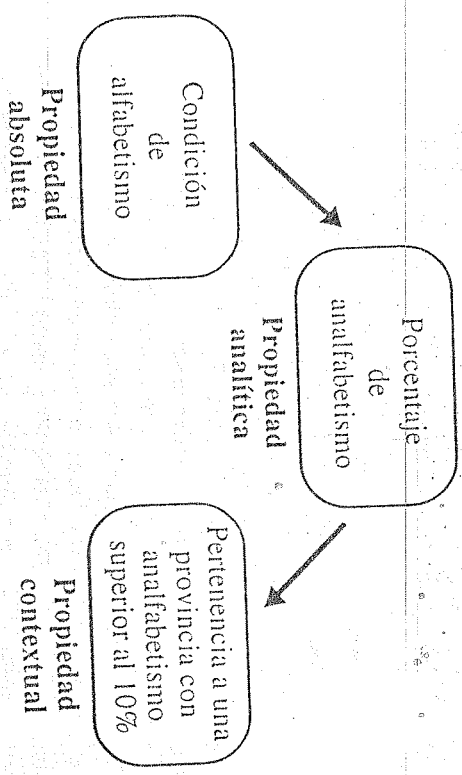 Condición
de
alfabetismo
Propiedad
absoluta
Porcentaje
de
analfabetismo
Propiedad
analítica
Pertenencia a una
provincia con
analfabetismo
superior al 10%
Propiedad
contextual